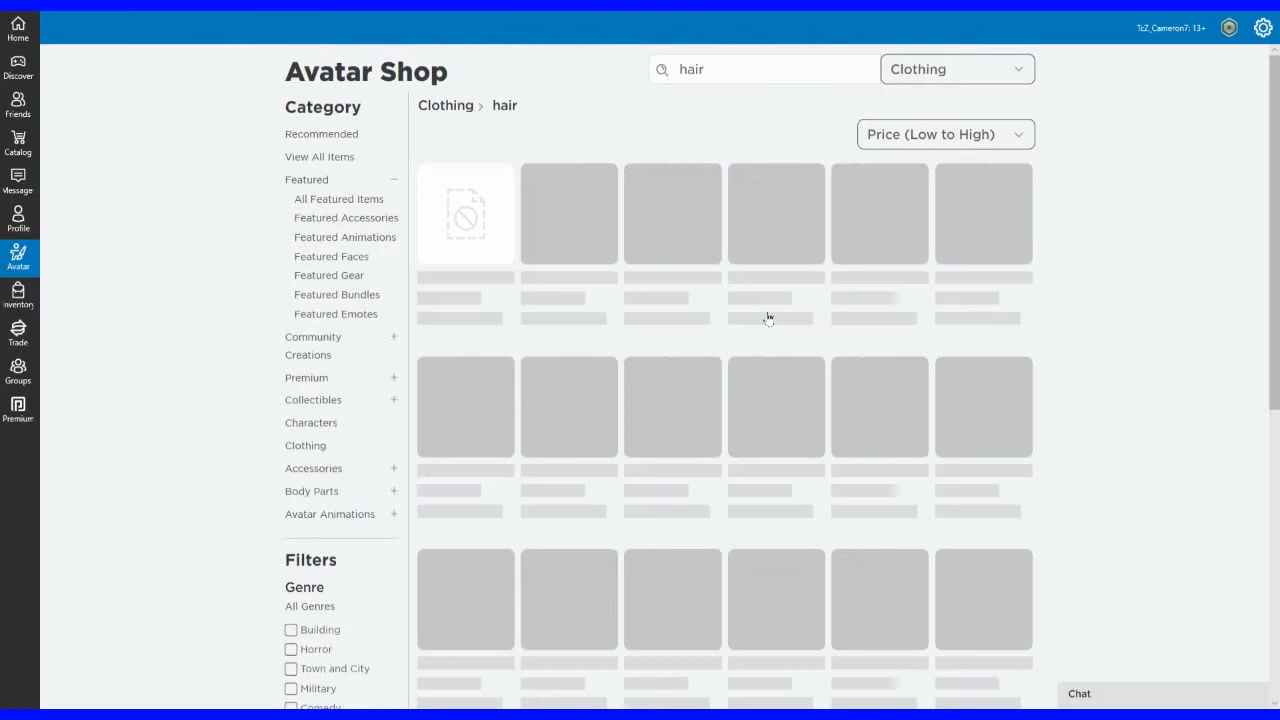 TcZ_Cameron7: 13+
Home
Discover
Friends
Catalog
Message
Profile
Avatar
Inventory
Trade
Groups
Premium
Avatar Shop
hair
Clothing
Category
Clothing > hair
Price (Low to High)
Recommended
View All Items
Featured
All Featured Items
Featured Accessories
Featured Animations
Featured Faces
Featured Gear
Featured Bundles
Featured Emotes
Community
Creations
Premium
Collectibles
Characters
Clothing
Accessories
Body Parts
Avatar Animations
Filters
Genre
All Genres
Building
Horror
Town and City
Military
Comedy
Chat